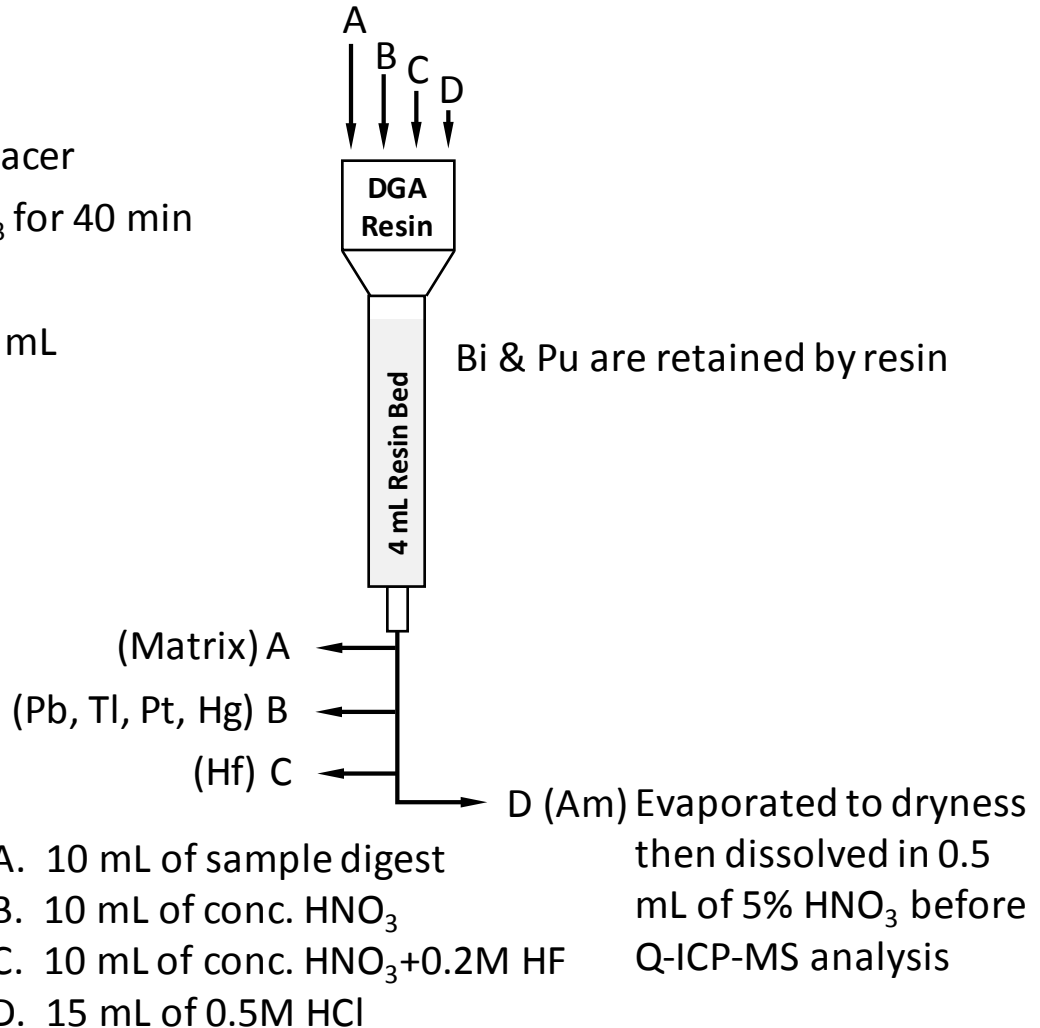 A
B
C
D
acer
DGA
Resin
3 for 40 min
mL
Bi & Pu are retained by resin
4 mL Resin Bed
(Matrix) A
(Pb, Tl, Pt, Hg) B
(Hf) C
D (Am) Evaporated to dryness
then dissolved in 0.5
mL of 5% HNO₃ before
Q-ICP-MS analysis
A. 10 mL of sample digest
B. 10 mL of conc. HNO₃
C. 10 mL of conc. HNO₃+0.2M HF
D. 15 mL of 0.5M HCl